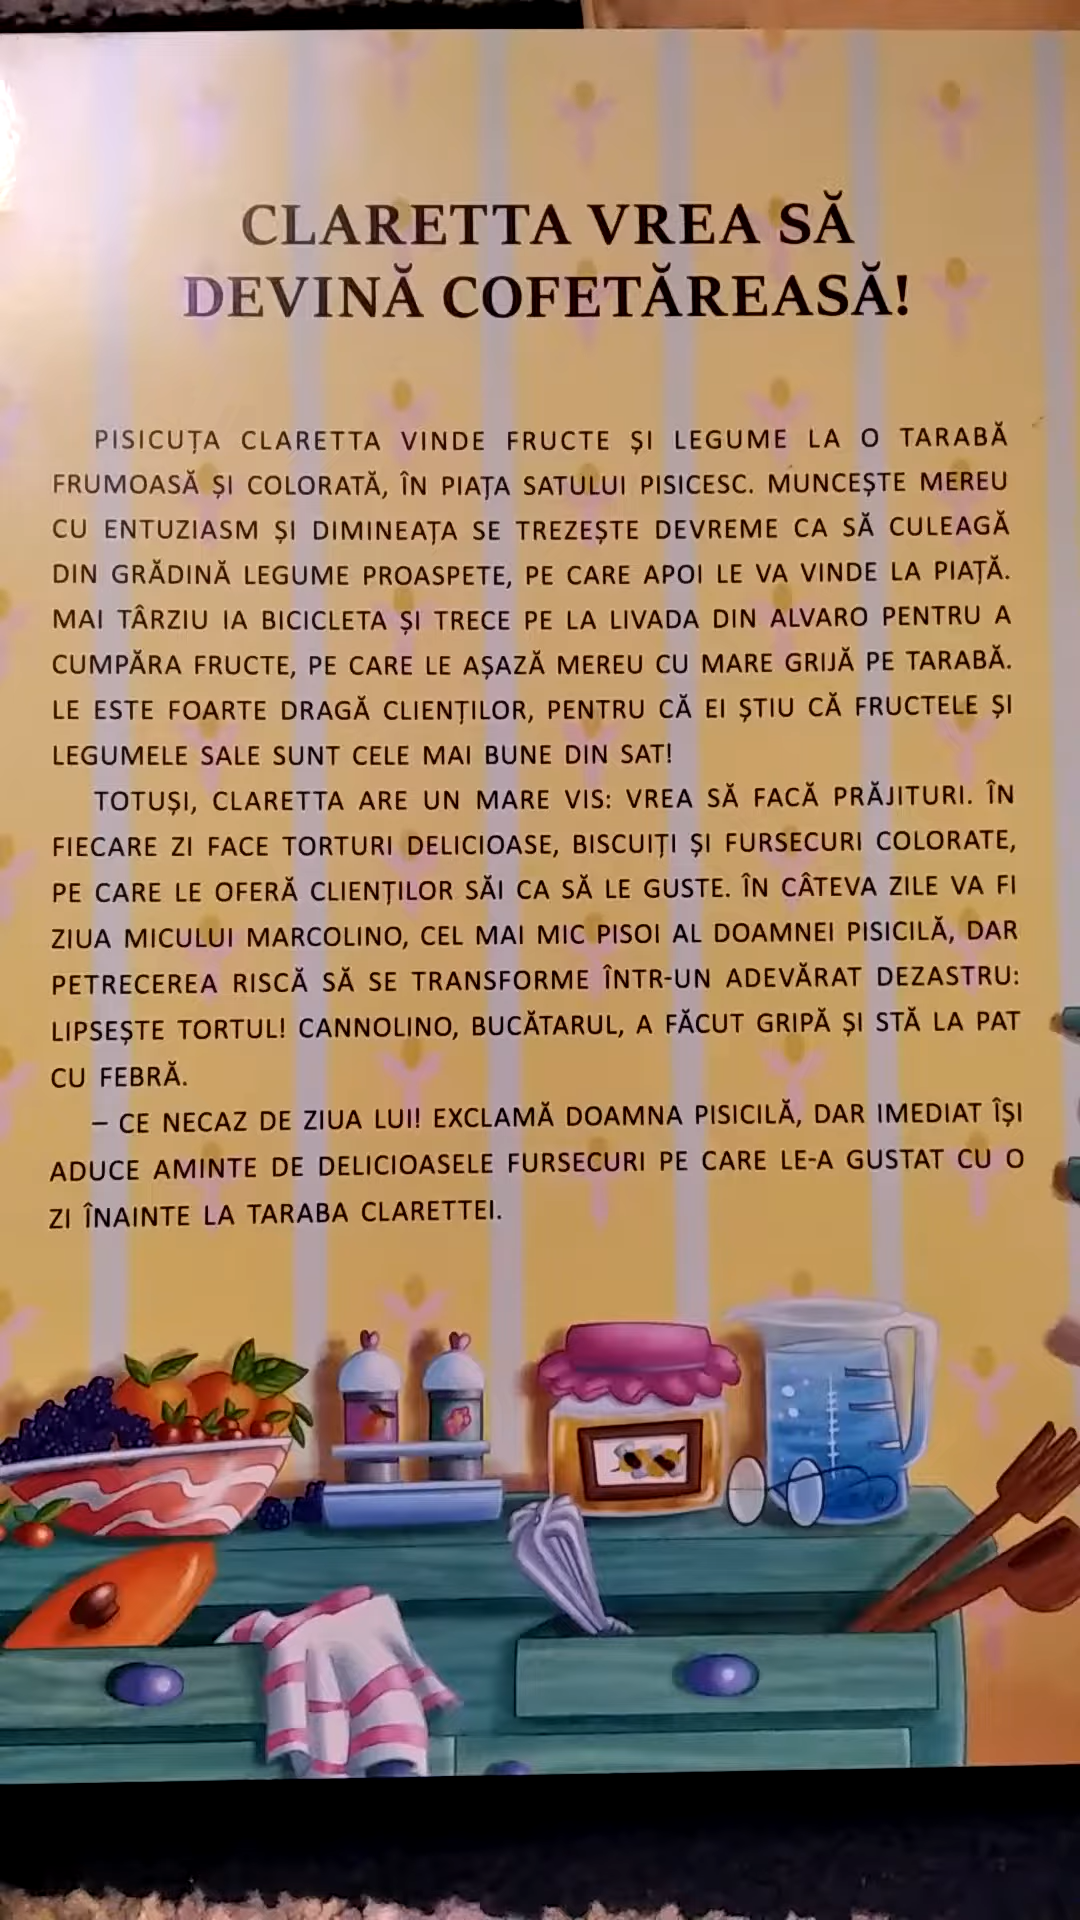 CLARETTA VREA SĂ
DEVINĂ COFETĂREASĂ!
PISICUȚA CLARETTA VINDE FRUCTE ȘI LEGUME LA O TARABĂ
FRUMOASĂ ȘI COLORATĂ, ÎN PIAȚA SATULUI PISICESC. MUNCEȘTE MEREU
CU ENTUZIASM ȘI DIMINEAȚA SE TREZEȘTE DEVREME CA SĂ CULEAGĂ
DIN GRĂDINĂ LEGUME PROASPETE, PE CARE APOI LE VA VINDE LA PIAȚĂ.
MAI TÂRZIU IA BICICLETA ȘI TRECE PE LA LIVADA DIN ALVARO PENTRU A
CUMPĂRA FRUCTE, PE CARE LE AȘAZĂ MEREU CU MARE GRIJĂ PE TARABĂ.
LE ESTE FOARTE DRAGĂ CLIENȚILOR, PENTRU CĂ EI ȘTIU CĂ FRUCTELE ȘI
LEGUMELE SALE SUNT CELE MAI BUNE DIN SAT!
TOTUȘI, CLARETTA ARE UN MARE VIS: VREA SĂ FACĂ PRĂJITURI. ÎN
FIECARE ZI FACE TORTURI DELICIOASE, BISCUIȚI ȘI FURSECURI COLORATE,
PE CARE LE OFERĂ CLIENȚILOR SĂI CA SĂ LE GUSTE. ÎN CÂTEVA ZILE VA FI
ZIUA MICULUI MARCOLINO, CEL MAI MIC PISOI AL DOAMNEI PISICILĂ, DAR
PETRECEREA RISCĂ SĂ SE TRANSFORME ÎNTR-UN ADEVĂRAT DEZASTRU:
LIPSEȘTE TORTUL! CANNOLINO, BUCĂTARUL, A FĂCUT GRIPĂ ȘI STĂ LA PAT
CU FEBRĂ.
– CE NECAZ DE ZIUA LUI! EXCLAMĂ DOAMNA PISICILĂ, DAR IMEDIAT ÎȘI
ADUCE AMINTE DE DELICIOASELE FURSECURI PE CARE LE-A GUSTAT CU O
ZI ÎNAINTE LA TARABA CLARETTEI.